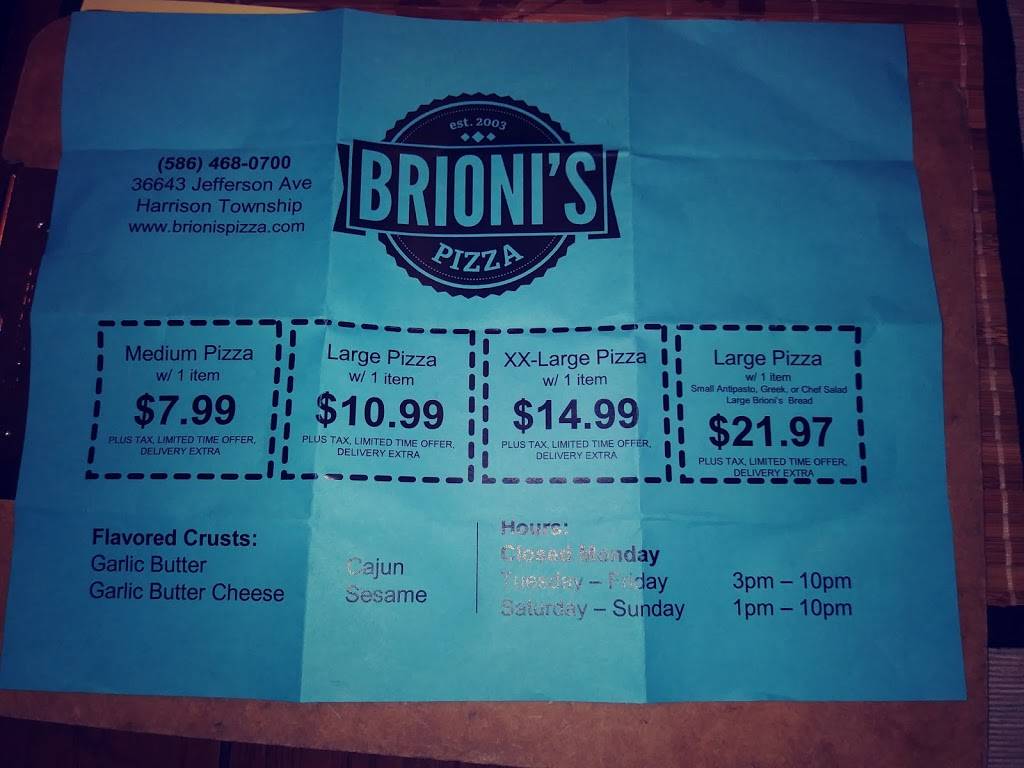 est. 2003
BRIONI'S
PIZZA
(586) 468-0700
36643 Jefferson Ave
Harrison Township
www.brionispizza.com
Medium Pizza
w/ 1 item
$7.99
PLUS TAX, LIMITED TIME OFFER,
DELIVERY EXTRA
Large Pizza
w/ 1 item
$10.99
PLUS TAX, LIMITED TIME OFFER,
DELIVERY EXTRA
XX-Large Pizza
w/ 1 item
$14.99
PLUS TAX, LIMITED TIME OFFER,
DELIVERY EXTRA
Large Pizza
w/ 1 item
Small Antipasto, Greek, or Chef Salad
Large Brioni's Bread
$21.97
PLUS TAX, LIMITED TIME OFFER,
DELIVERY EXTRA
Flavored Crusts:
Garlic Butter
Garlic Butter Cheese
Cajun
Sesame
Hours:
Closed Monday
Tuesday – Friday 3pm – 10pm
Saturday – Sunday 1pm – 10pm